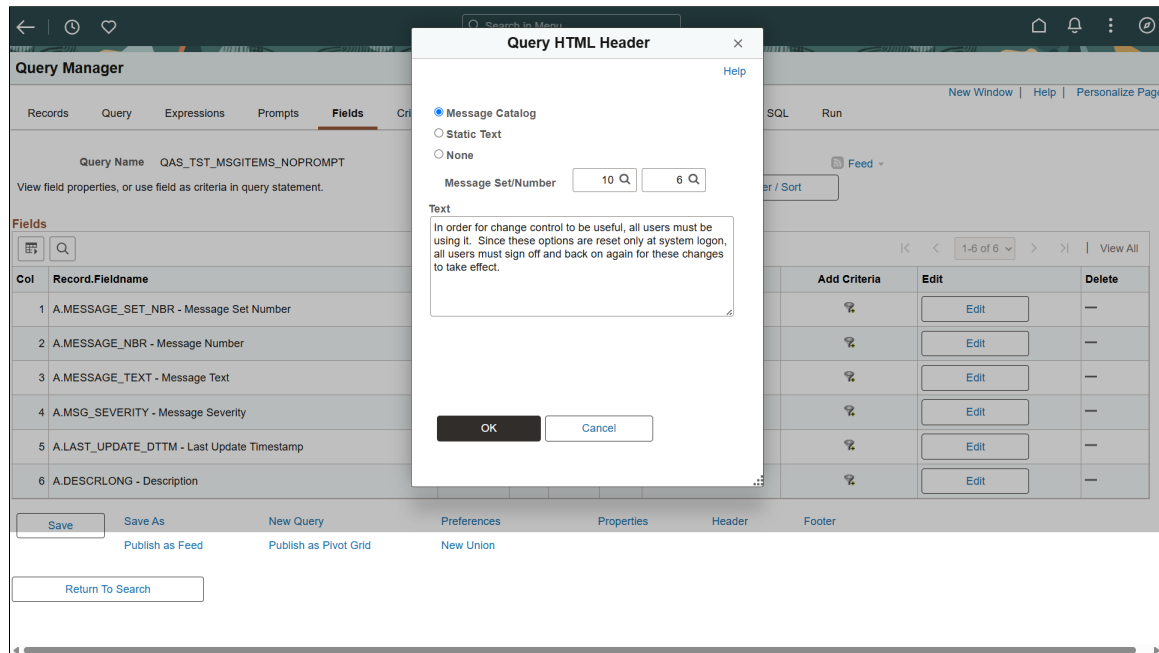 Search in Menu
Query Manager
New Window | Help | Personalize Page
Records Query Expressions Prompts Fields Cri SQL Run
Query Name QAS_TST_MSGITEMS_NOPROMPT
Feed
View field properties, or use field as criteria in query statement.
er / Sort
Fields
1-6 of 6
View All
Col Record.Fieldname Add Criteria Edit Delete
1 A.MESSAGE_SET_NBR - Message Set Number Edit
2 A.MESSAGE_NBR - Message Number Edit
3 A.MESSAGE_TEXT - Message Text Edit
4 A.MSG_SEVERITY - Message Severity Edit
5 A.LAST_UPDATE_DTTM - Last Update Timestamp Edit
6 A.DESCRLONG - Description Edit
Query HTML Header
Help
Message Catalog
Static Text
None
Message Set/Number 10 6
Text
In order for change control to be useful, all users must be
using it. Since these options are reset only at system logon,
all users must sign off and back on again for these changes
to take effect.
OK Cancel
Save Save As New Query Preferences Properties Header Footer
Publish as Feed Publish as Pivot Grid New Union
Return To Search